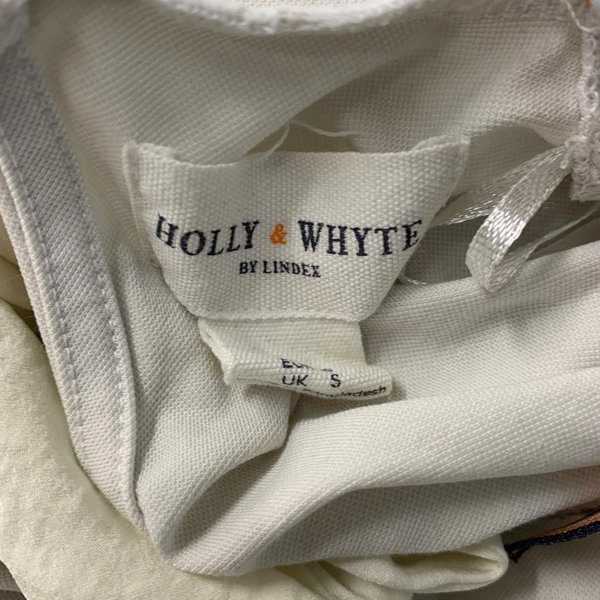 HOLLY & WHYTE
BY LINDEX
UK S